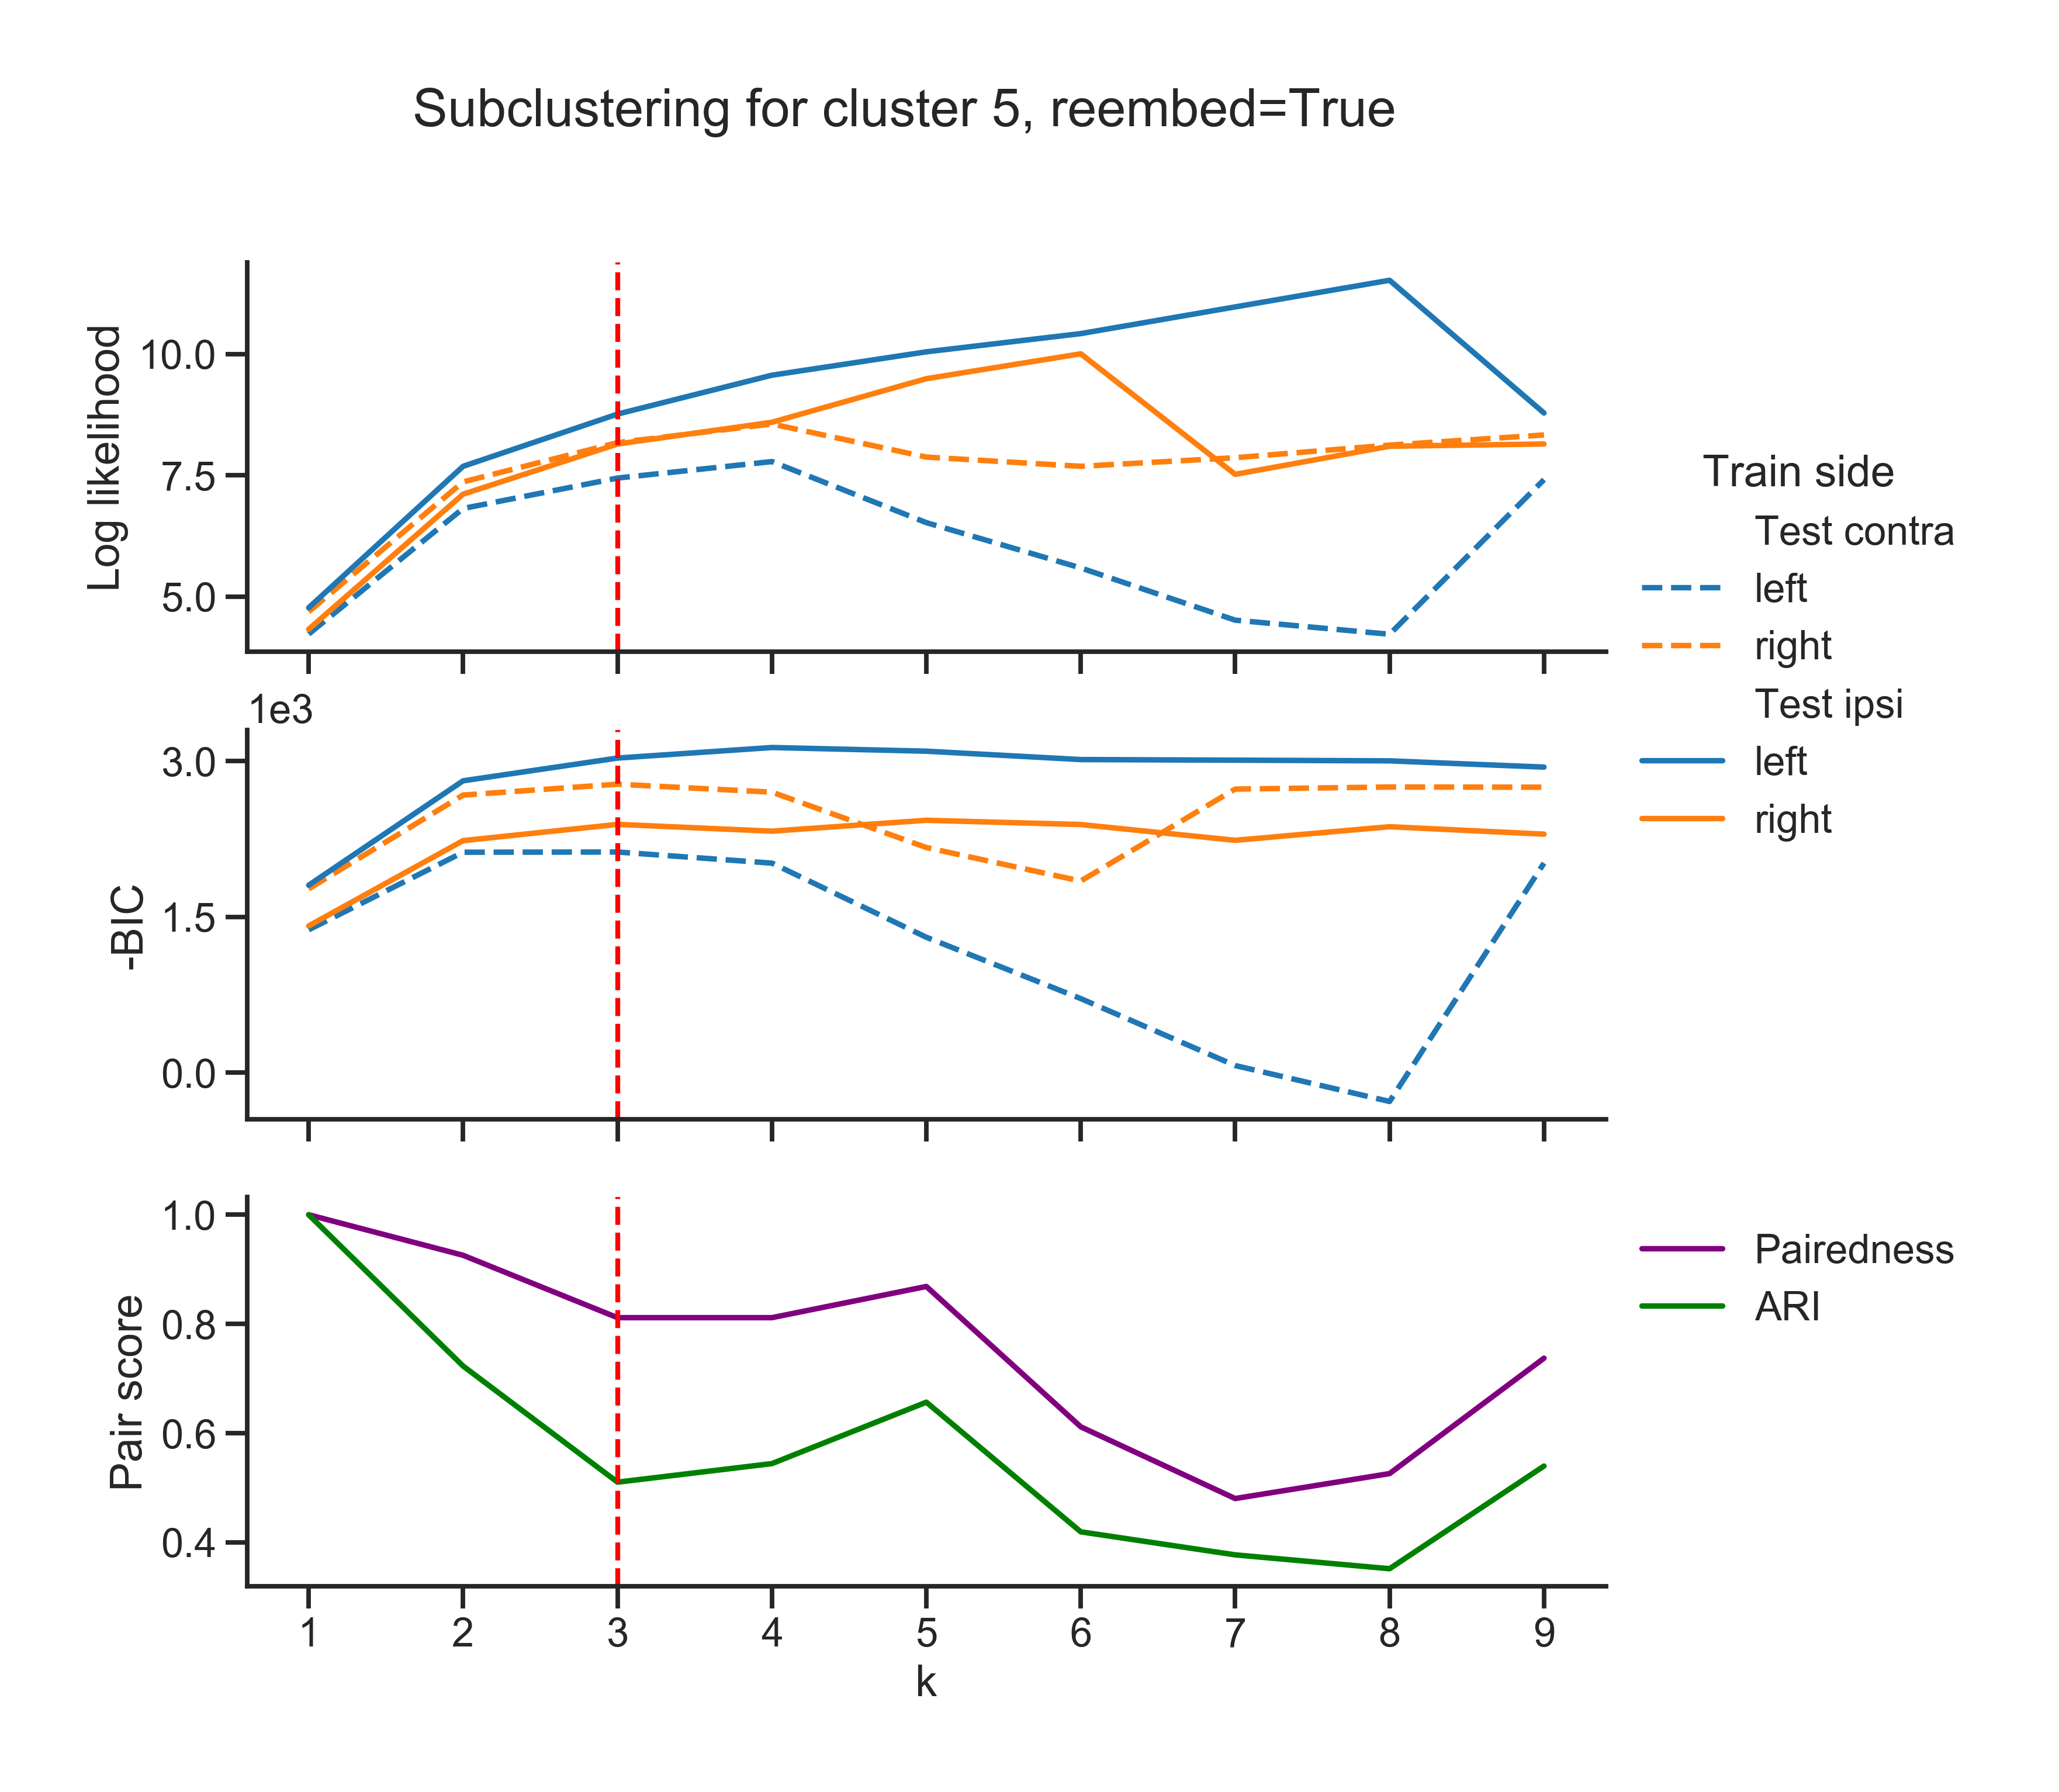 Subclustering for cluster 5, reembed=True
Log likelihood
10.0
7.5
5.0
1e3
-BIC
3.0
1.5
0.0
Pair score
1.0
0.8
0.6
0.4
1 2 3 4 5 6 7 8 9
k
Train side
Test contra
left
right
Test ipsi
left
right
Pairedness
ARI